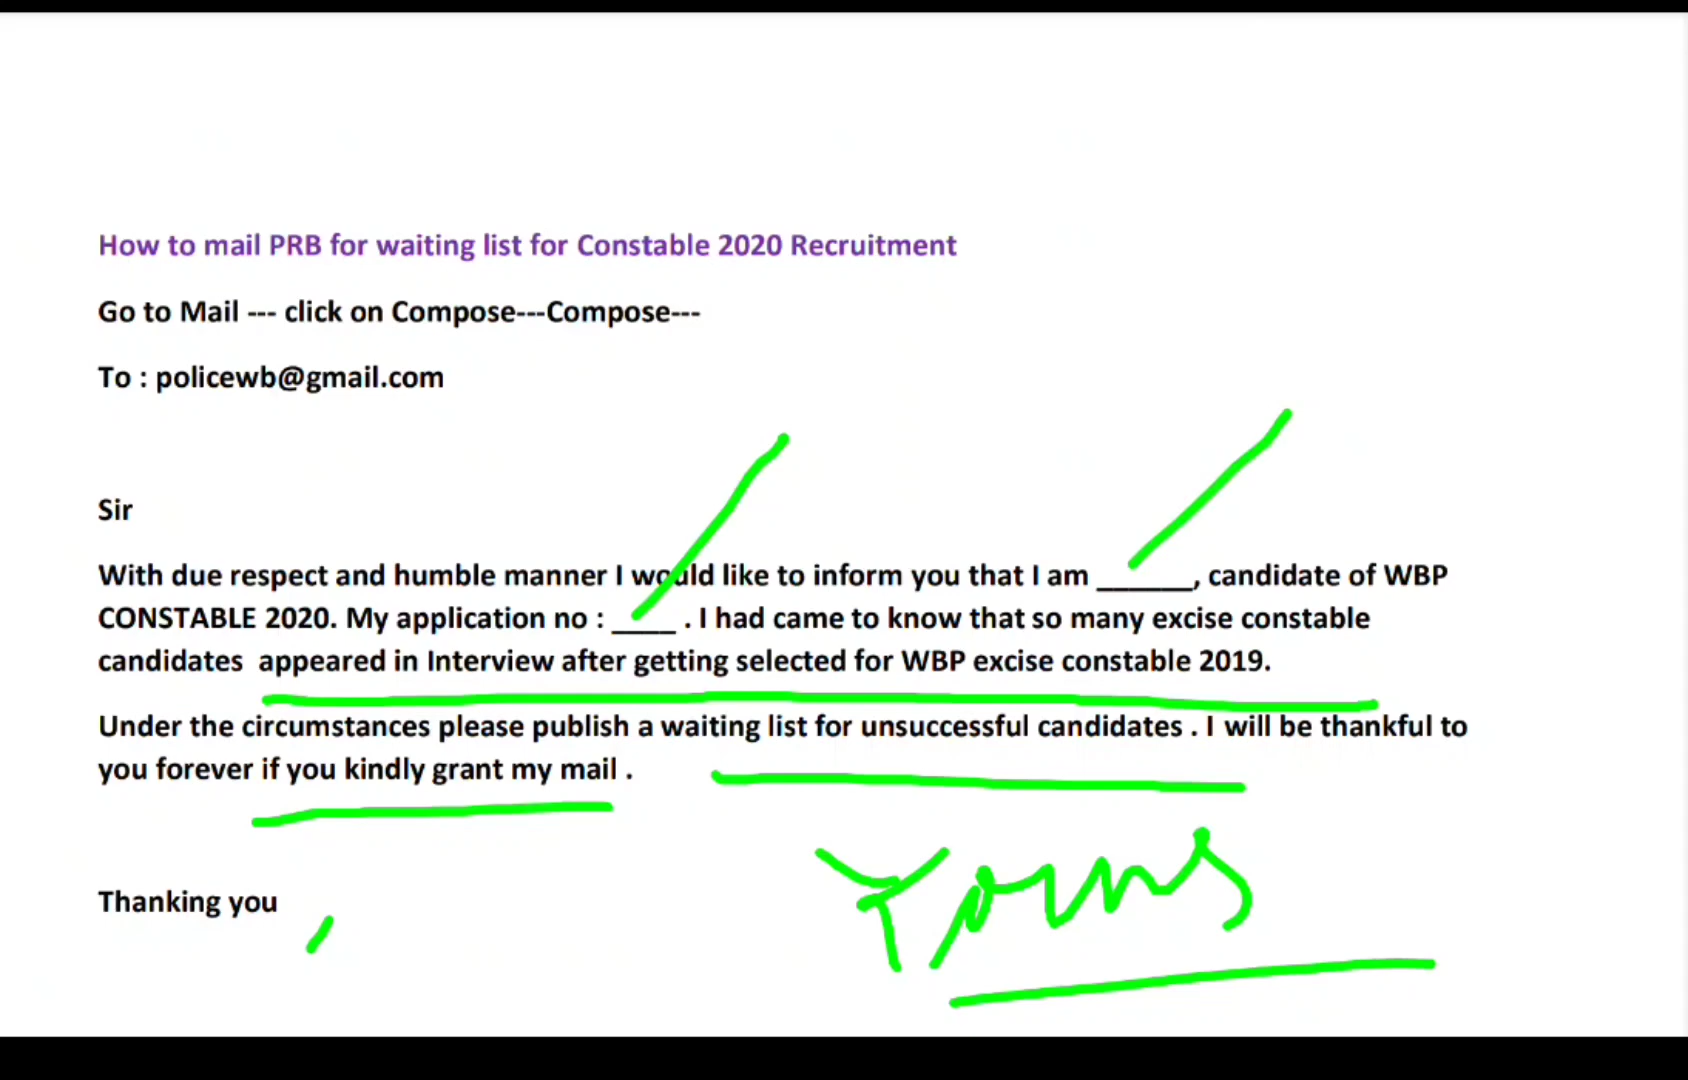 How to mail PRB for waiting list for Constable 2020 Recruitment
Go to Mail --- click on Compose---Compose---
To : policewb@gmail.com
Sir
With due respect and humble manner I would like to inform you that I am ______, candidate of WBP
CONSTABLE 2020. My application no : ____ . I had came to know that so many excise constable
candidates  appeared in Interview after getting selected for WBP excise constable 2019.
Under the circumstances please publish a waiting list for unsuccessful candidates . I will be thankful to
you forever if you kindly grant my mail .
Thanking you
Yours